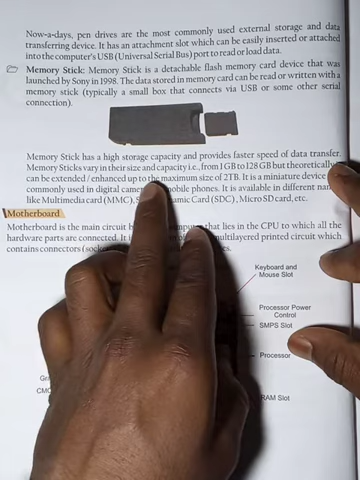 Now-a-days, pen drives are the most commonly used external storage and data
transferring device. It has an attachment slot which can be easily inserted or attached
into the computer's USB (Universal Serial Bus) port to read or load data.
Memory Stick: Memory Stick is a detachable flash memory card device that was
launched by Sony in 1998. The data stored in memory card can be read or written with a
memory stick (typically a small box that connects via USB or some other serial
connection).
Memory Stick has a high storage capacity and provides faster speed of data transfer.
Memory Sticks vary in their size and capacity i.e., from 1GB to 128 GB but theoretically
can be extended / enhanced up to the maximum size of 2TB. It is a miniature device
commonly used in digital mobile phones. It is available in different
like Multimedia card (MMC), Card (SDC), Micro SD card, etc.
Motherboard
Motherboard is the main circuit that lies in the CPU to which all the
hardware parts are connected. It multilayered printed circuit which
contains connectors
Keyboard and
Mouse Slot
Processor Power
Control
SMPS Slot
Processor
RAM Slot